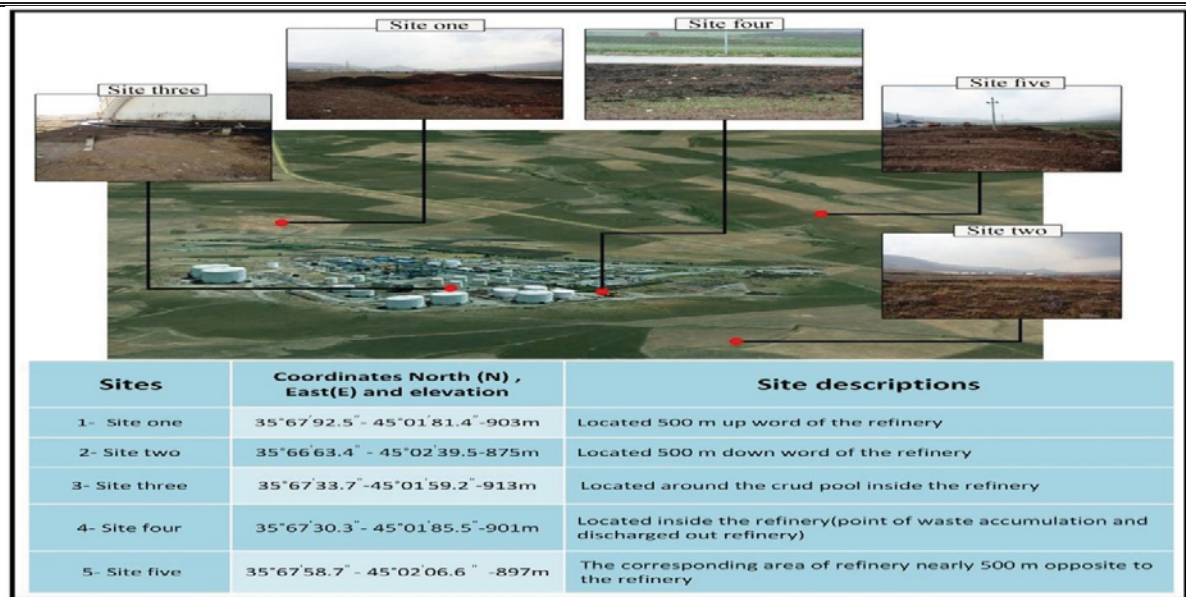 Site one
Site four
Site three
Site five
Site two
Sites
Coordinates North (N) ,
East(E) and elevation
Site descriptions
1- Site one
35°67'92.5"- 45°01'81.4"-903m
Located 500 m up word of the refinery
2- Site two
35°66'63.4" - 45°02'39.5-875m
Located 500 m down word of the refinery
3- Site three
35°67'33.7"-45°01'59.2"-913m
Located around the crud pool inside the refinery
4- Site four
35°67'30.3"- 45°01'85.5"-901m
Located inside the refinery(point of waste accumulation and
discharged out refinery)
5- Site five
35°67'58.7" - 45°02'06.6" -897m
The corresponding area of refinery nearly 500 m opposite to
the refinery